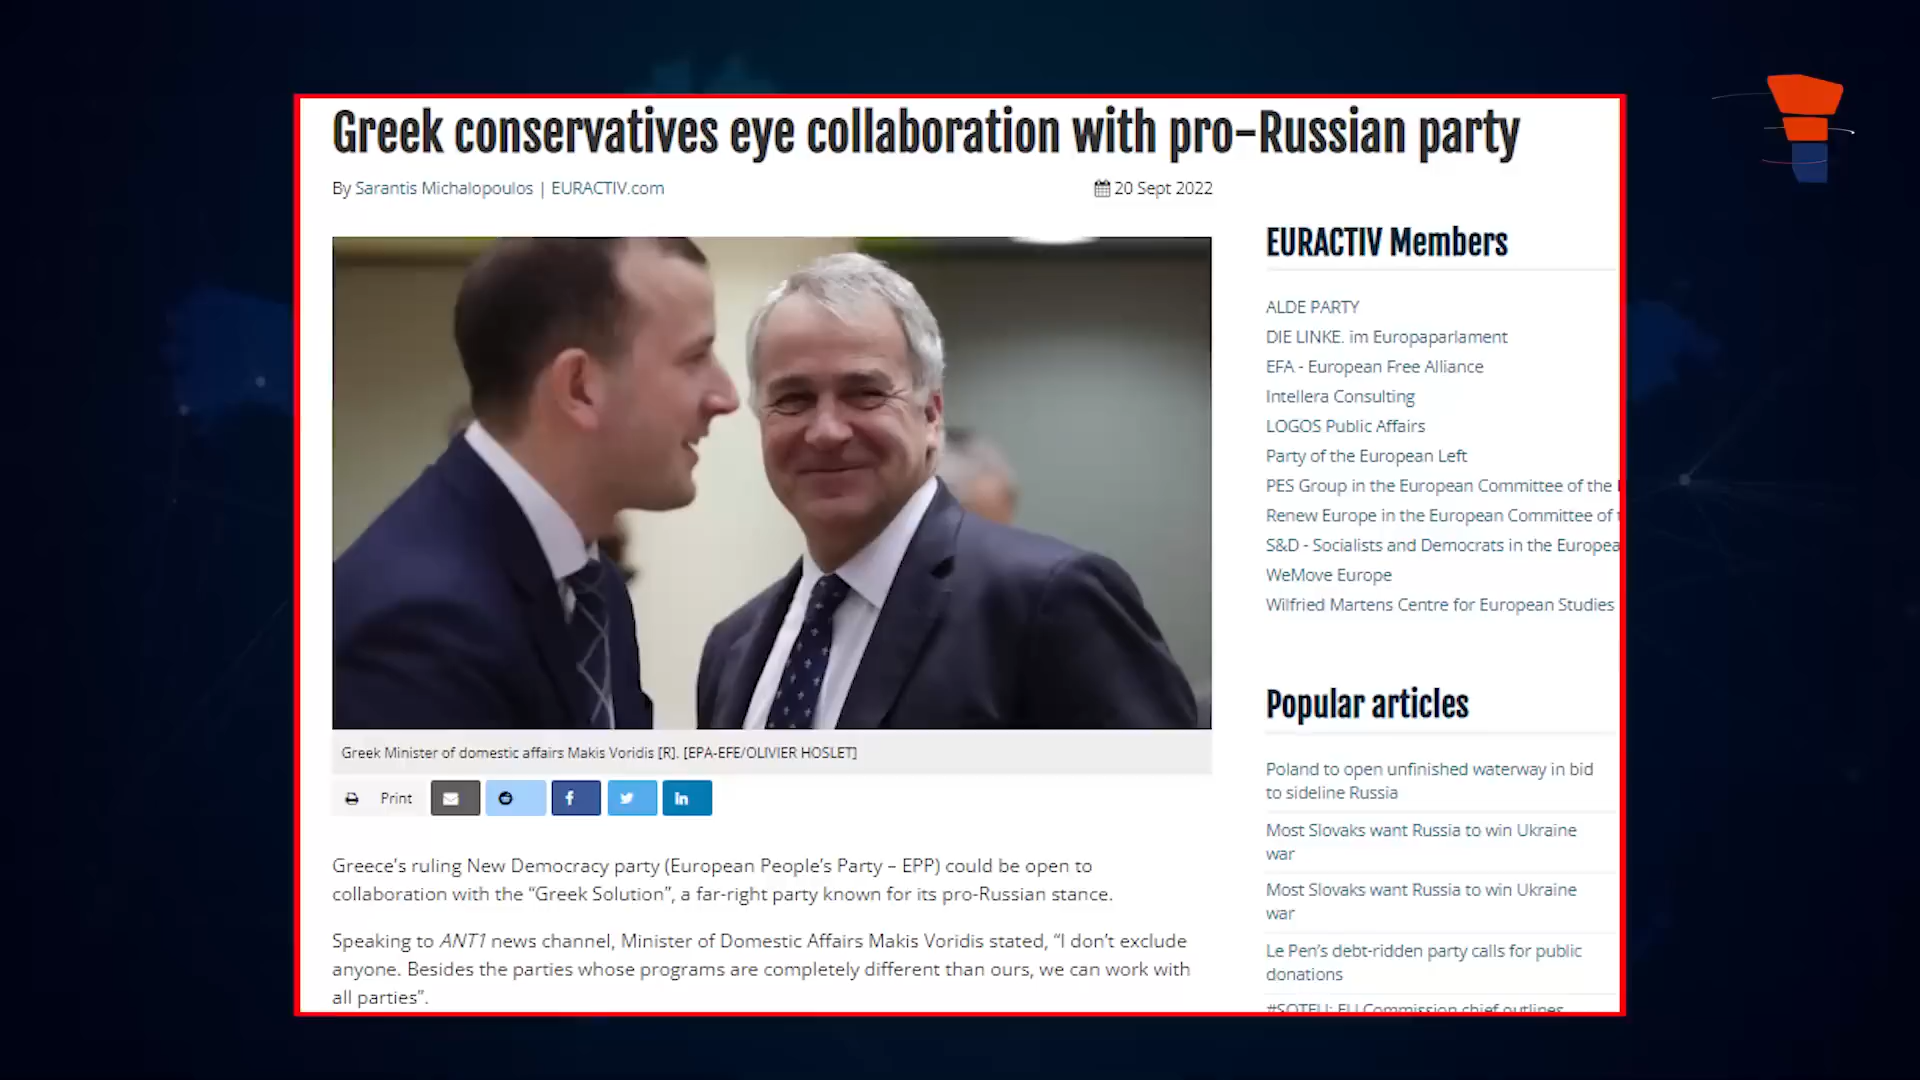 Greek conservatives eye collaboration with pro-Russian party
By Sarantis Michalopoulos | EURACTIV.com
20 Sept 2022
Greek Minister of domestic affairs Makis Voridis [R]. [EPA-EFE/OLIVIER HOSLET]
Print
Greece's ruling New Democracy party (European People's Party – EPP) could be open to
collaboration with the “Greek Solution”, a far-right party known for its pro-Russian stance.
Speaking to ANT1 news channel, Minister of Domestic Affairs Makis Voridis stated, “I don't exclude
anyone. Besides the parties whose programs are completely different than ours, we can work with
all parties”.
EURACTIV Members
ALDE PARTY
DIE LINKE. im Europaparlament
EFA - European Free Alliance
Intellera Consulting
LOGOS Public Affairs
Party of the European Left
PES Group in the European Committee of the
Renew Europe in the European Committee of
S&D - Socialists and Democrats in the Europea
WeMove Europe
Wilfried Martens Centre for European Studies
Popular articles
Poland to open unfinished waterway in bid
to sideline Russia
Most Slovaks want Russia to win Ukraine
war
Most Slovaks want Russia to win Ukraine
war
Le Pen's debt-ridden party calls for public
donations
#SOTEU: EU Commission chief outlines